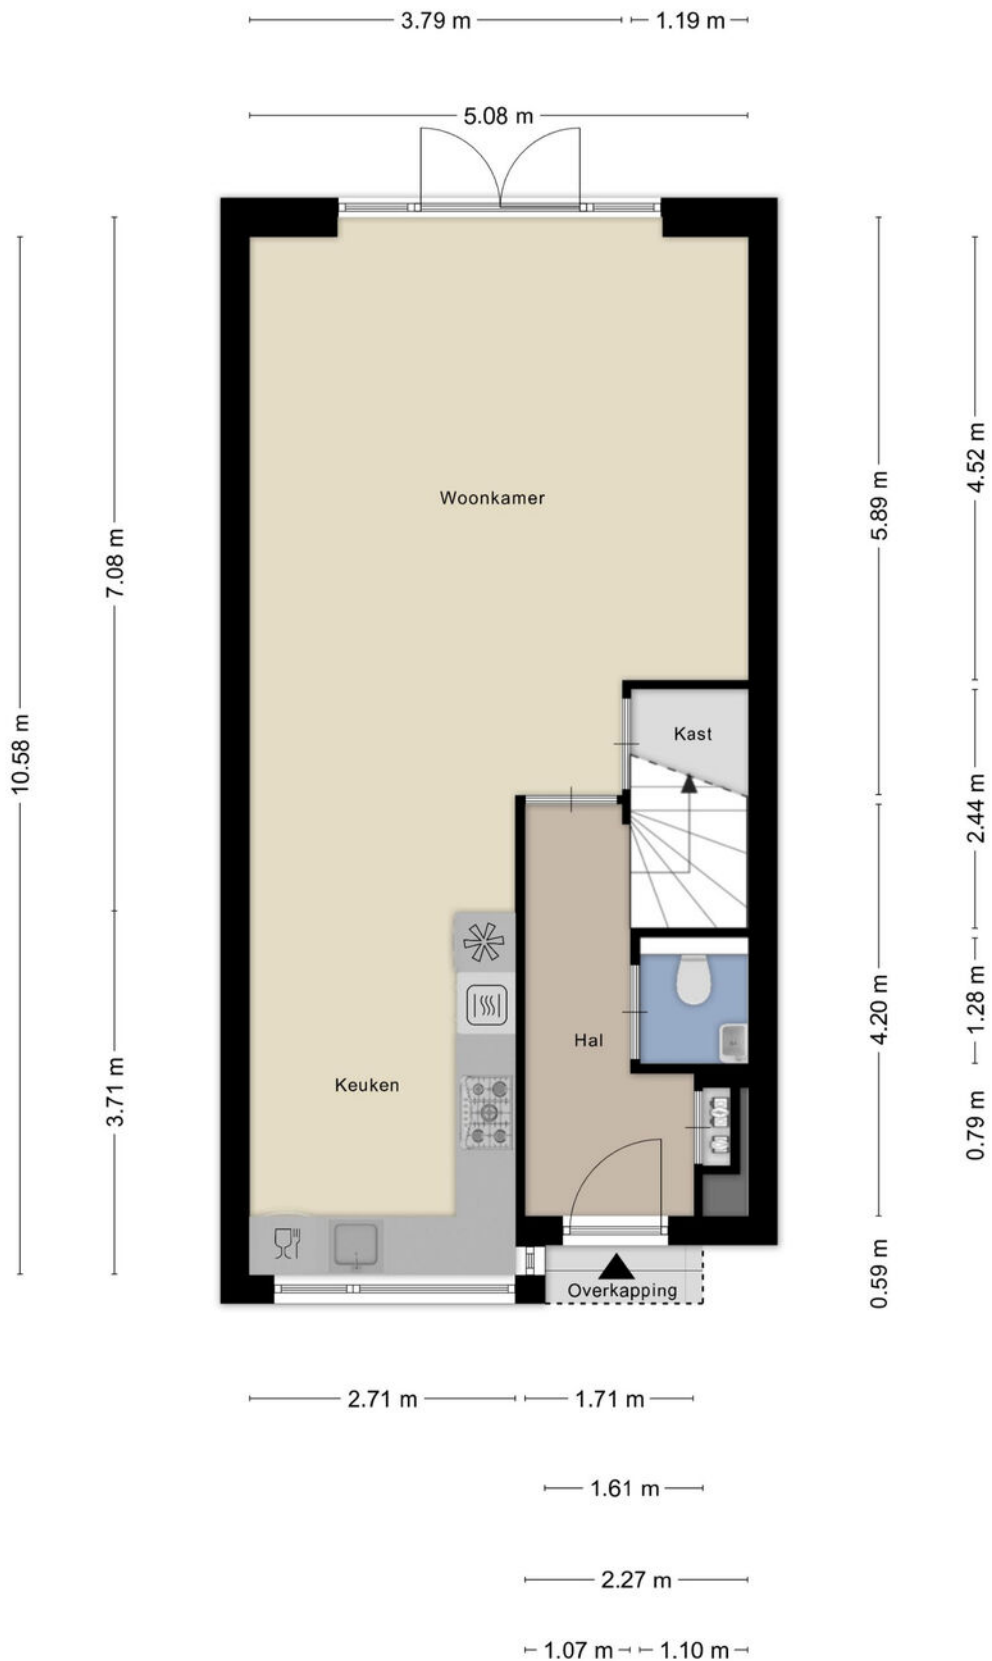 3.79 m
1.19 m
5.08 m
Woonkamer
4.52 m
5.89 m
7.08 m
10.58 m
Kast
2.44 m
1.28 m
4.20 m
Hal
Keuken
3.71 m
0.79 m
0.59 m
Overkapping
2.71 m
1.71 m
1.61 m
2.27 m
1.07 m
1.10 m